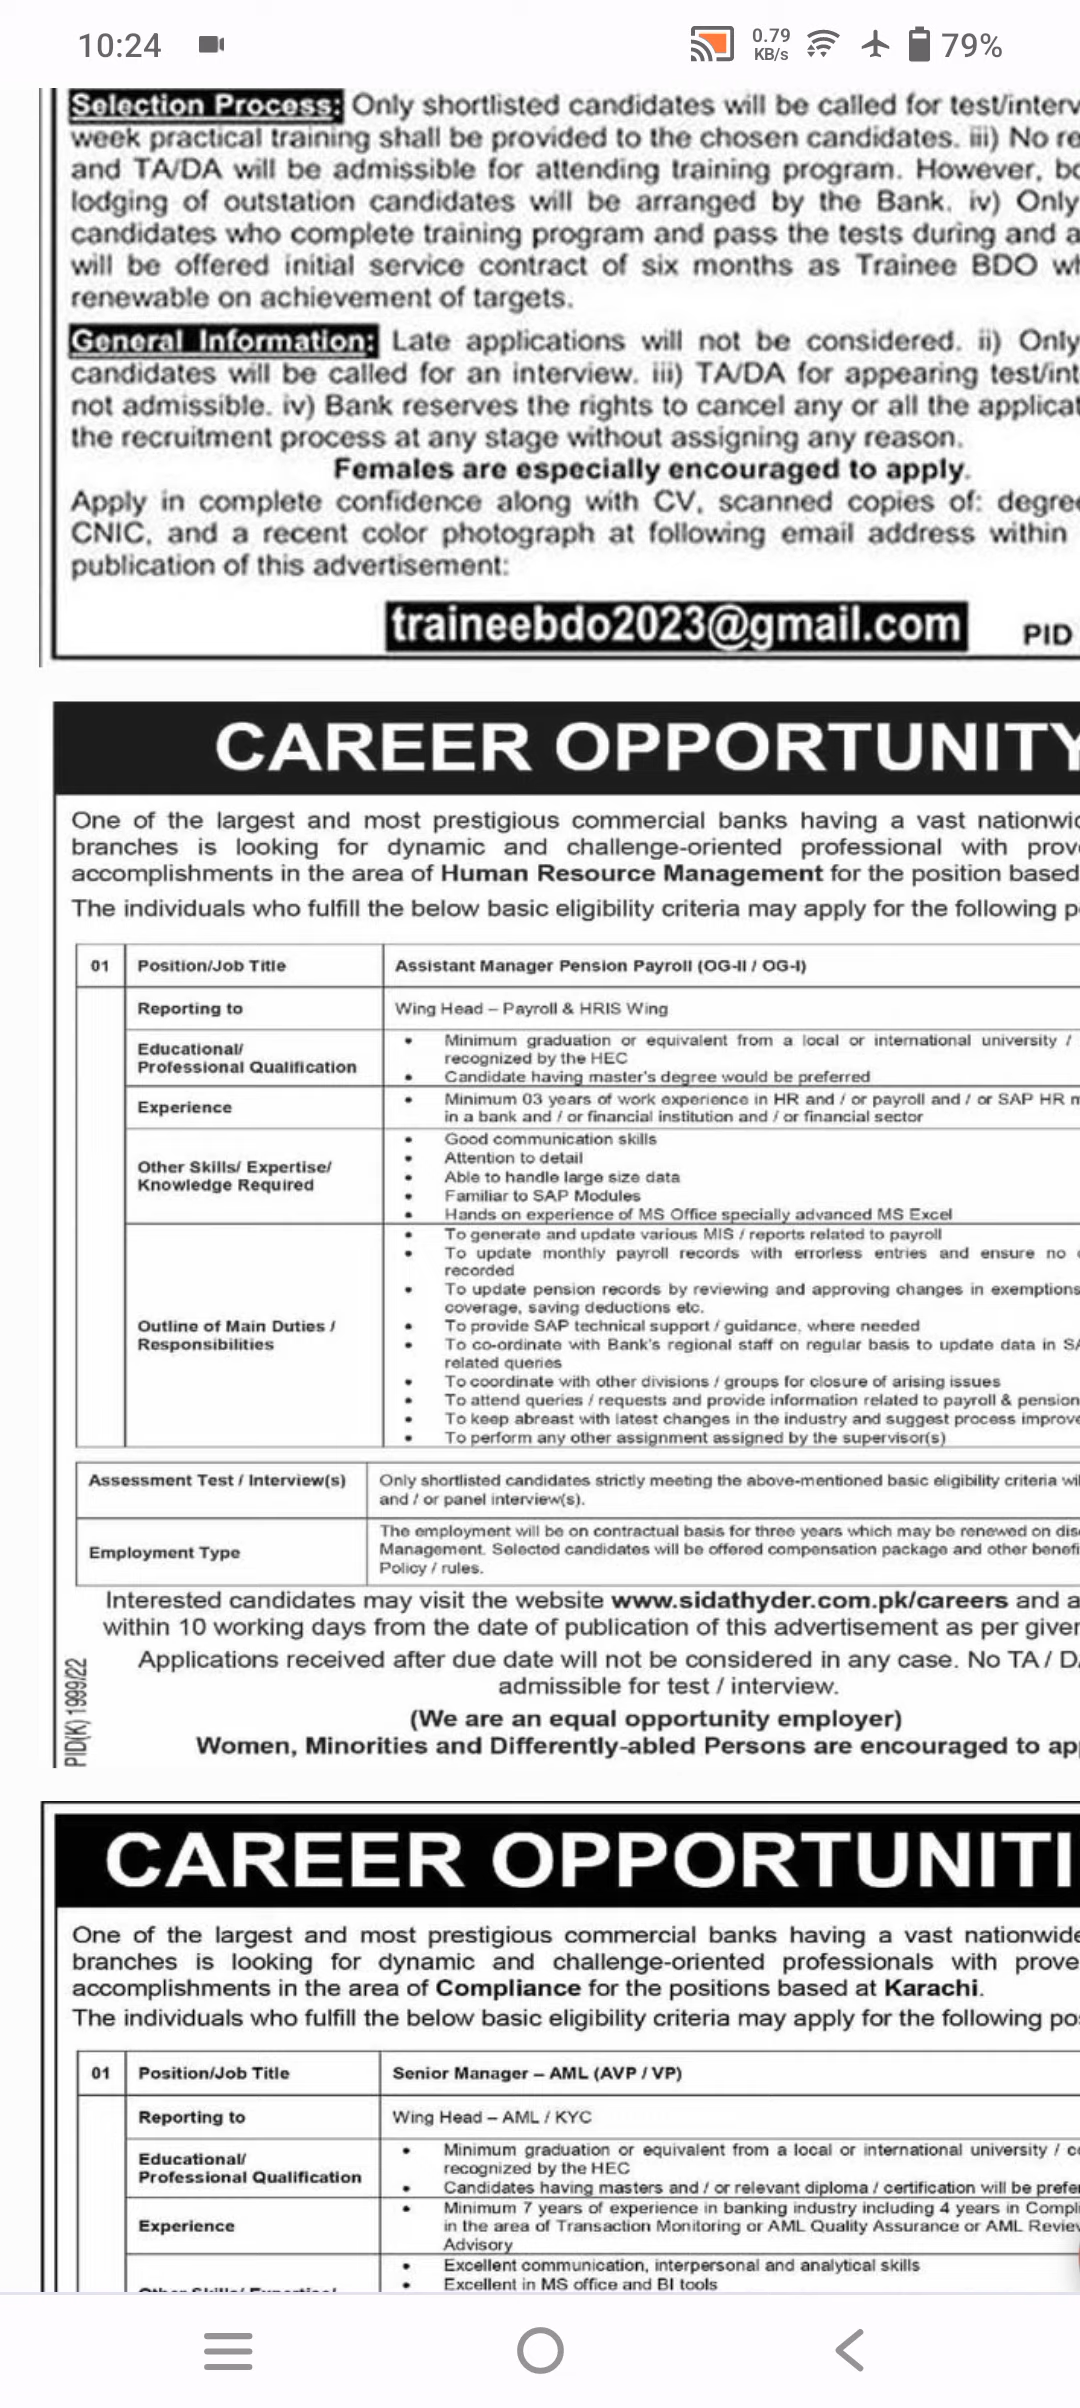 10:24
0.79
KB/s
79%
Selection Process: Only shortlisted candidates will be called for test/interv
week practical training shall be provided to the chosen candidates. iii) No re
and TA/DA will be admissible for attending training program. However, bo
lodging of outstation candidates will be arranged by the Bank. iv) Only
candidates who complete training program and pass the tests during and a
will be offered initial service contract of six months as Trainee BDO wh
renewable on achievement of targets.
General Information: Late applications will not be considered. ii) Only
candidates will be called for an interview. iii) TA/DA for appearing test/int
not admissible. iv) Bank reserves the rights to cancel any or all the applicat
the recruitment process at any stage without assigning any reason.
Females are especially encouraged to apply.
Apply in complete confidence along with CV, scanned copies of: degree
CNIC, and a recent color photograph at following email address within
publication of this advertisement:
traineebdo2023@gmail.com
PID
CAREER OPPORTUNITY
One of the largest and most prestigious commercial banks having a vast nationwid
branches is looking for dynamic and challenge-oriented professional with prov
accomplishments in the area of Human Resource Management for the position based
The individuals who fulfill the below basic eligibility criteria may apply for the following p
01 Position/Job Title Assistant Manager Pension Payroll (OG-II / OG-I)
Reporting to Wing Head – Payroll & HRIS Wing
Educational/
Professional Qualification
• Minimum graduation or equivalent from a local or international university /
recognized by the HEC
• Candidate having master's degree would be preferred
Experience
• Minimum 03 years of work experience in HR and / or payroll and / or SAP HR m
in a bank and / or financial institution and / or financial sector
Other Skills/ Expertise/
Knowledge Required
• Good communication skills
• Attention to detail
• Able to handle large size data
• Familiar to SAP Modules
• Hands on experience of MS Office specially advanced MS Excel
Outline of Main Duties /
Responsibilities
• To generate and update various MIS / reports related to payroll
• To update monthly payroll records with errorless entries and ensure no
recorded
• To update pension records by reviewing and approving changes in exemptions
coverage, saving deductions etc.
• To provide SAP technical support / guidance, where needed
• To co-ordinate with Bank's regional staff on regular basis to update data in SA
related queries
• To coordinate with other divisions / groups for closure of arising issues
• To attend queries / requests and provide information related to payroll & pension
• To keep abreast with latest changes in the industry and suggest process improve
• To perform any other assignment assigned by the supervisor(s)
Assessment Test / Interview(s)
Only shortlisted candidates strictly meeting the above-mentioned basic eligibility criteria wil
and / or panel interview(s).
Employment Type
The employment will be on contractual basis for three years which may be renewed on dis
Management. Selected candidates will be offered compensation package and other benefi
Policy / rules.
Interested candidates may visit the website www.sidathyder.com.pk/careers and a
within 10 working days from the date of publication of this advertisement as per given
Applications received after due date will not be considered in any case. No TA / D
admissible for test / interview.
(We are an equal opportunity employer)
Women, Minorities and Differently-abled Persons are encouraged to ap
PID(K) 1999/22
CAREER OPPORTUNITI
One of the largest and most prestigious commercial banks having a vast nationwide
branches is looking for dynamic and challenge-oriented professionals with prove
accomplishments in the area of Compliance for the positions based at Karachi.
The individuals who fulfill the below basic eligibility criteria may apply for the following po
01 Position/Job Title Senior Manager – AML (AVP / VP)
Reporting to Wing Head – AML / KYC
Educational/
Professional Qualification
• Minimum graduation or equivalent from a local or international university / c
recognized by the HEC
• Candidates having masters and / or relevant diploma / certification will be prefe
Experience
• Minimum 7 years of experience in banking industry including 4 years in Compli
in the area of Transaction Monitoring or AML Quality Assurance or AML Review
Advisory
• Excellent communication, interpersonal and analytical skills
• Excellent in MS office and BI tools